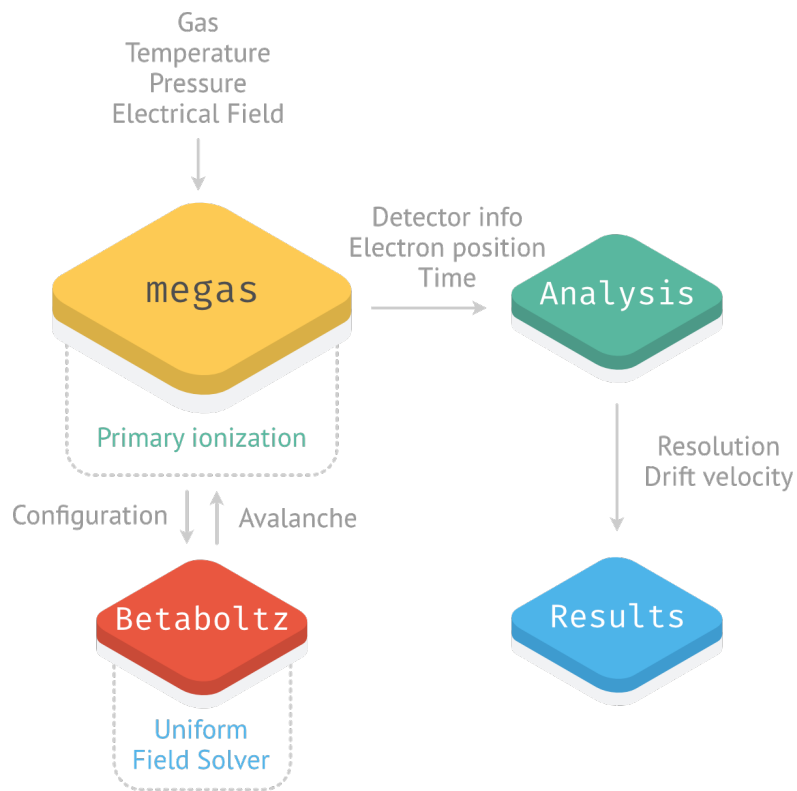 Gas
Temperature
Pressure
Electrical Field
megas
Detector info
Electron position
Time
Analysis
Primary ionization
Resolution
Drift velocity
Configuration
Avalanche
Betaboltz
Results
Uniform
Field Solver